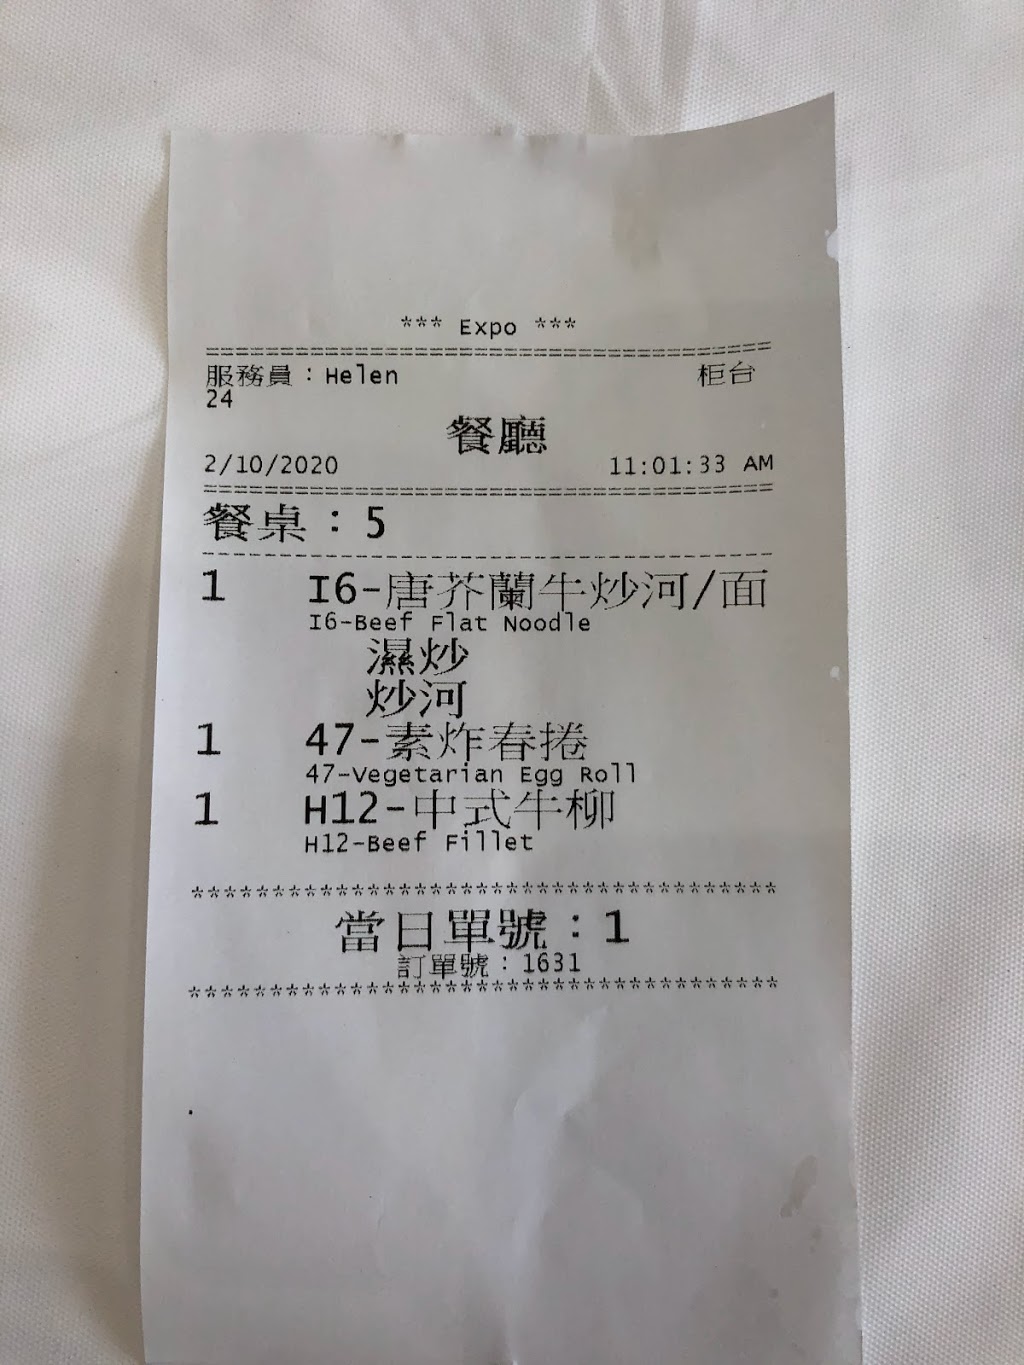 *** Expo ***
服務員：Helen 柜台
24
餐廳
2/10/2020 11:01:33 AM
餐桌：5
1 I6-唐芥蘭牛炒河/面
I6-Beef Flat Noodle
濕炒
炒河
1 47-素炸春捲
47-Vegetarian Egg Roll
1 H12-中式牛柳
H12-Beef Fillet
當日單號：1
訂單號：1631